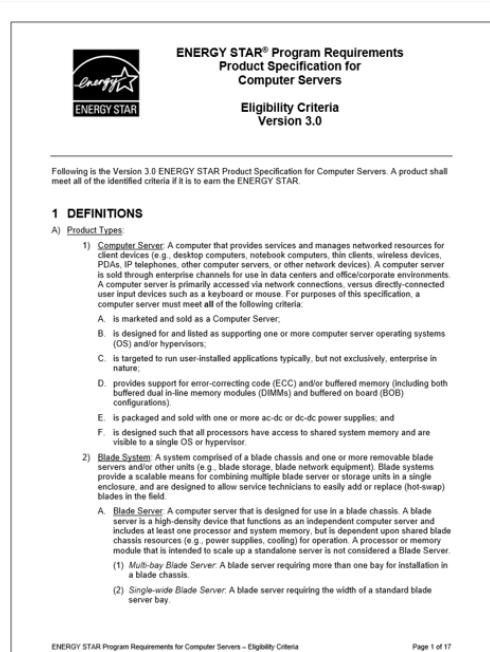 ENERGY STAR® Program Requirements
Product Specification for
Computer Servers
Eligibility Criteria
Version 3.0
energy
ENERGY STAR
Following is the Version 3.0 ENERGY STAR Product Specification for Computer Servers. A product shall
meet all of the identified criteria if it is to earn the ENERGY STAR.
1 DEFINITIONS
A) Product Types:
1) Computer Server: A computer that provides services and manages networked resources for
client devices (e.g., desktop computers, notebook computers, thin clients, wireless devices,
PDAs, IP telephones, other computer servers, or other network devices). A computer server
is sold through enterprise channels for use in data centers and office/corporate environments.
A computer server is primarily accessed via network connections, versus directly-connected
user input devices such as a keyboard or mouse. For purposes of this specification, a
computer server must meet all of the following criteria:
A. is marketed and sold as a Computer Server;
B. is designed for and listed as supporting one or more computer server operating systems
(OS) and/or hypervisors;
C. is targeted to run user-installed applications typically, but not exclusively, enterprise in
nature;
D. provides support for error-correcting code (ECC) and/or buffered memory (including both
buffered dual in-line memory modules (DIMMs) and buffered on board (BOB)
configurations).
E. is packaged and sold with one or more ac-dc or dc-dc power supplies; and
F. is designed such that all processors have access to shared system memory and are
visible to a single OS or hypervisor.
2) Blade System: A system comprised of a blade chassis and one or more removable blade
servers and/or other units (e.g., blade storage, blade network equipment). Blade systems
provide a scalable means for combining multiple blade server or storage units in a single
enclosure, and are designed to allow service technicians to easily add or replace (hot-swap)
blades in the field.
A. Blade Server: A computer server that is designed for use in a blade chassis. A blade
server is a high-density device that functions as an independent computer server and
includes at least one processor and system memory, but is dependent upon shared blade
chassis resources (e.g., power supplies, cooling) for operation. A processor or memory
module that is intended to scale up a standalone server is not considered a Blade Server.
(1) Multi-bay Blade Server: A blade server requiring more than one bay for installation in
a blade chassis.
(2) Single-wide Blade Server: A blade server requiring the width of a standard blade
server bay.
ENERGY STAR Program Requirements for Computer Servers – Eligibility Criteria Page 1 of 17